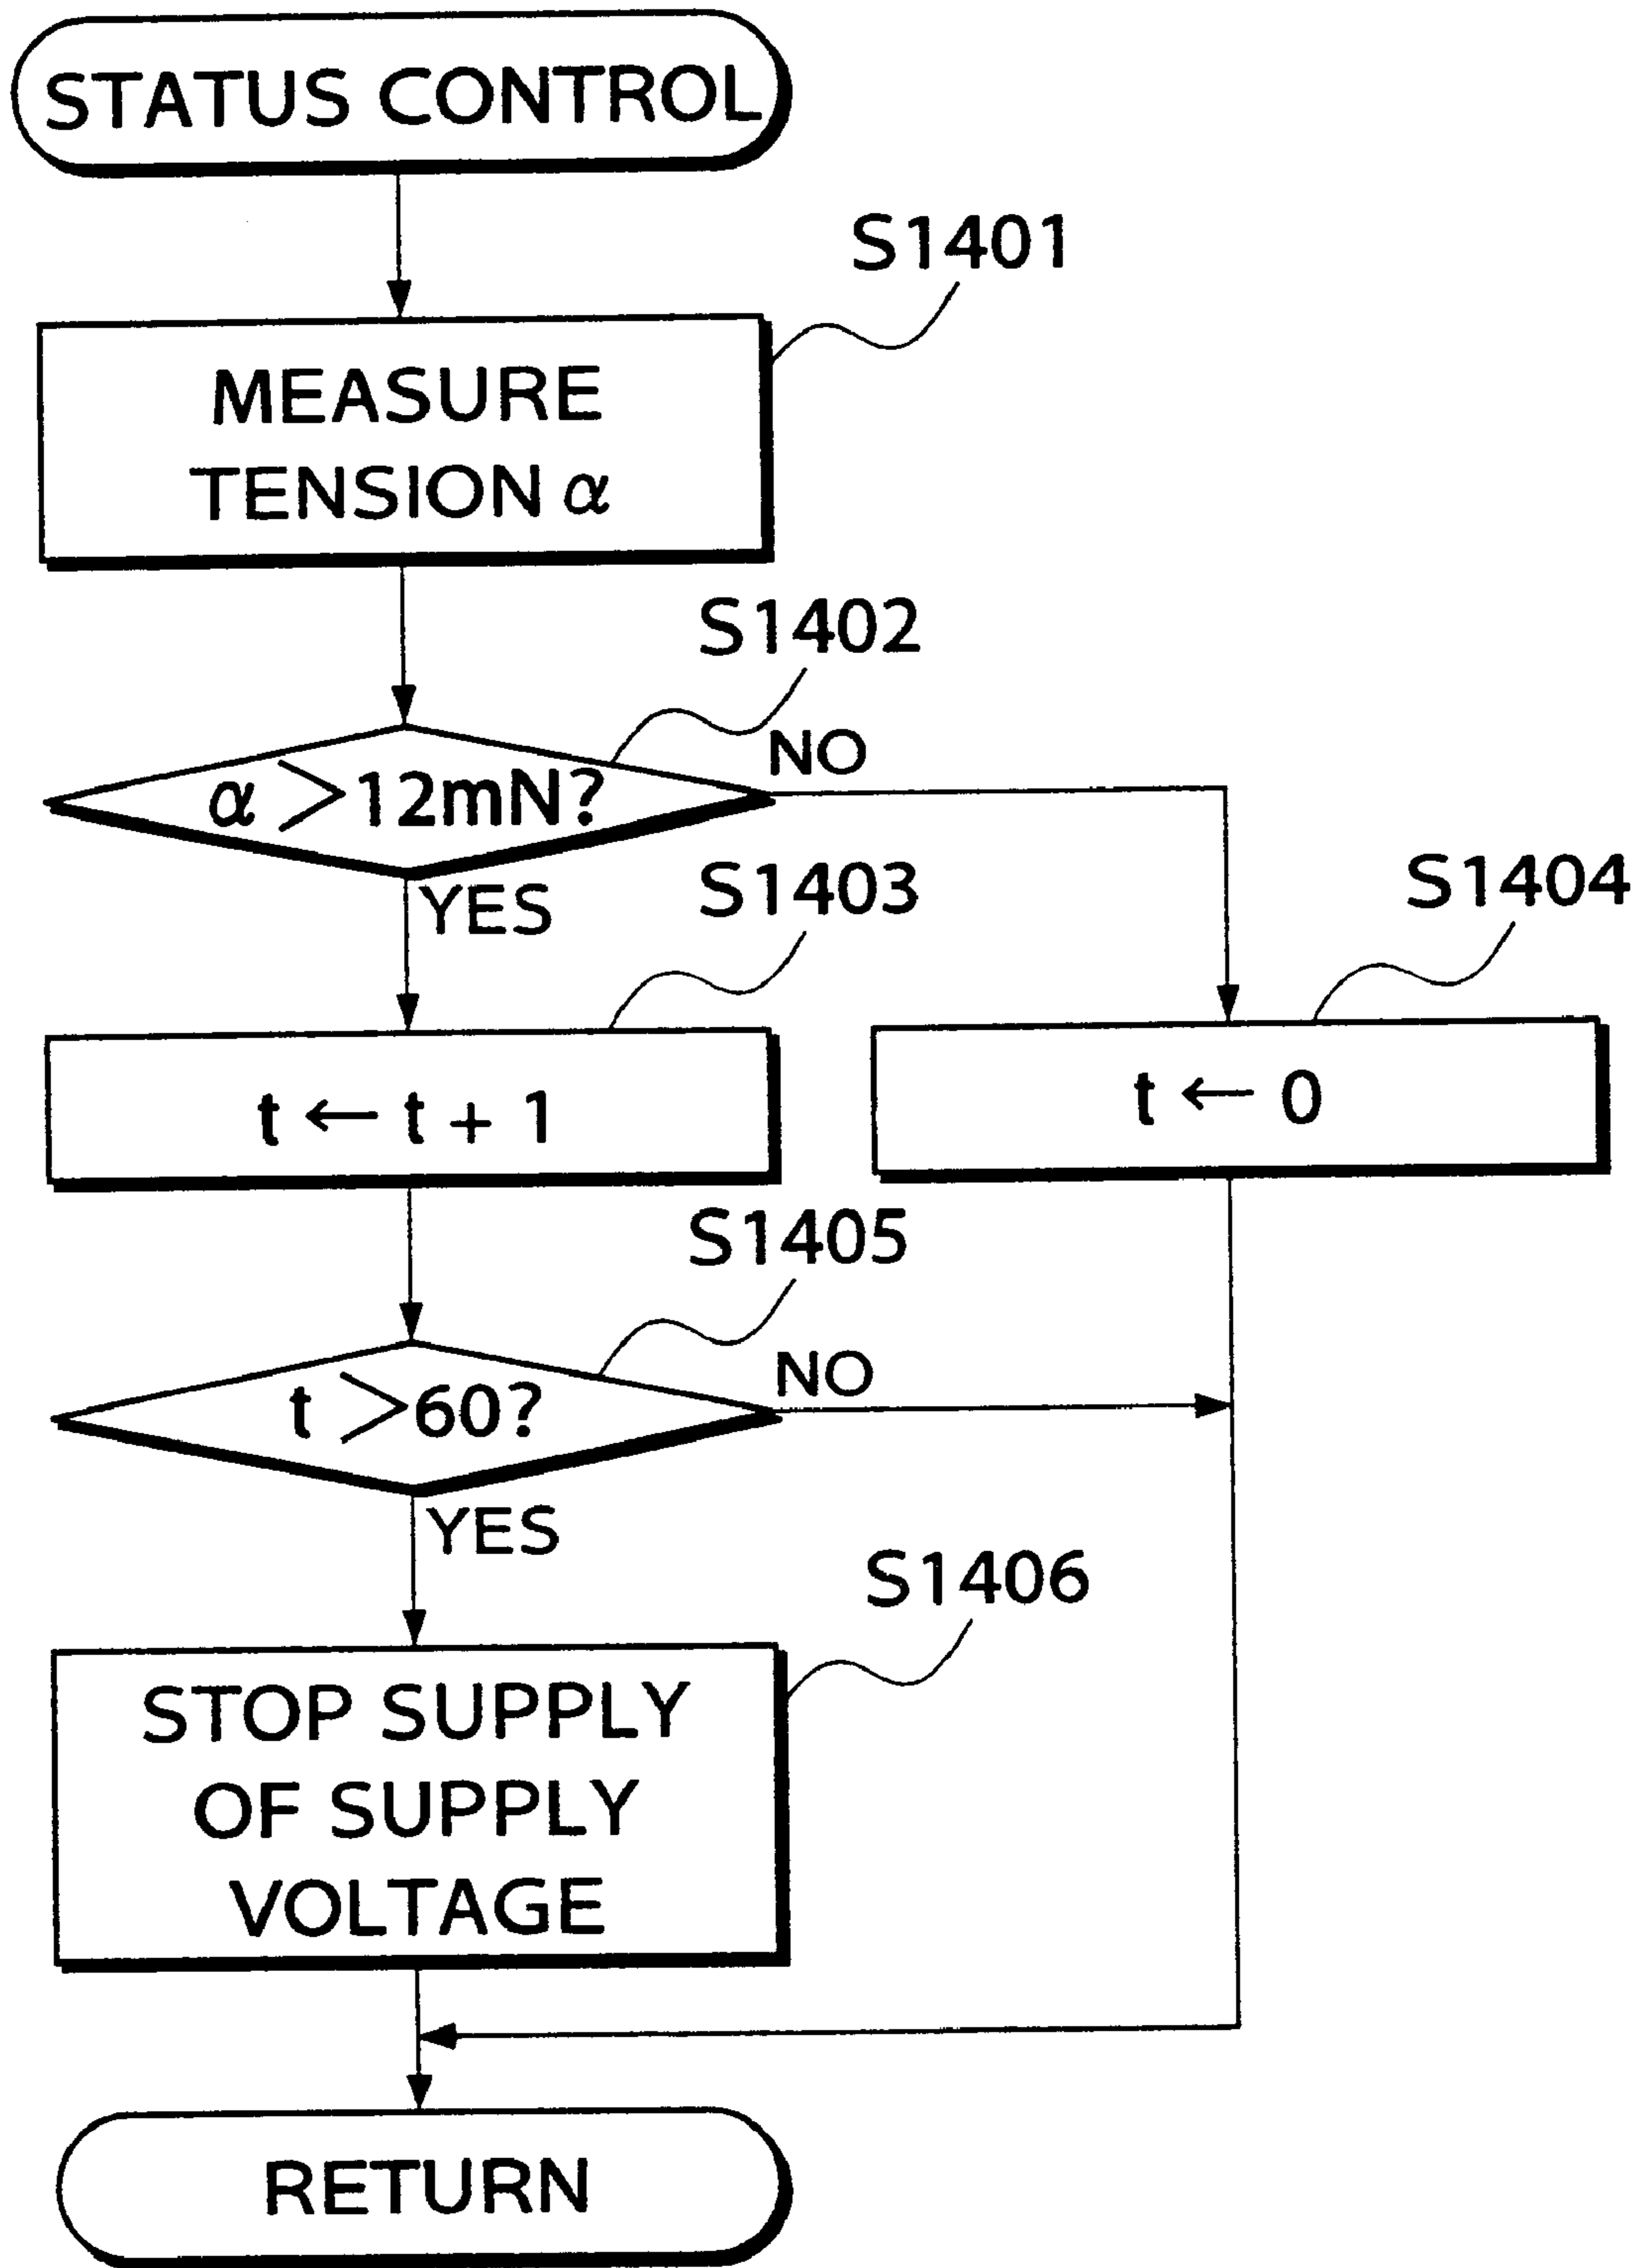 STATUS CONTROL
S1401
MEASURE
TENSION α
S1402
α > 12mN?
NO
YES
S1403
S1404
t ← t + 1
t ← 0
S1405
t > 60?
NO
YES
S1406
STOP SUPPLY
OF SUPPLY
VOLTAGE
RETURN